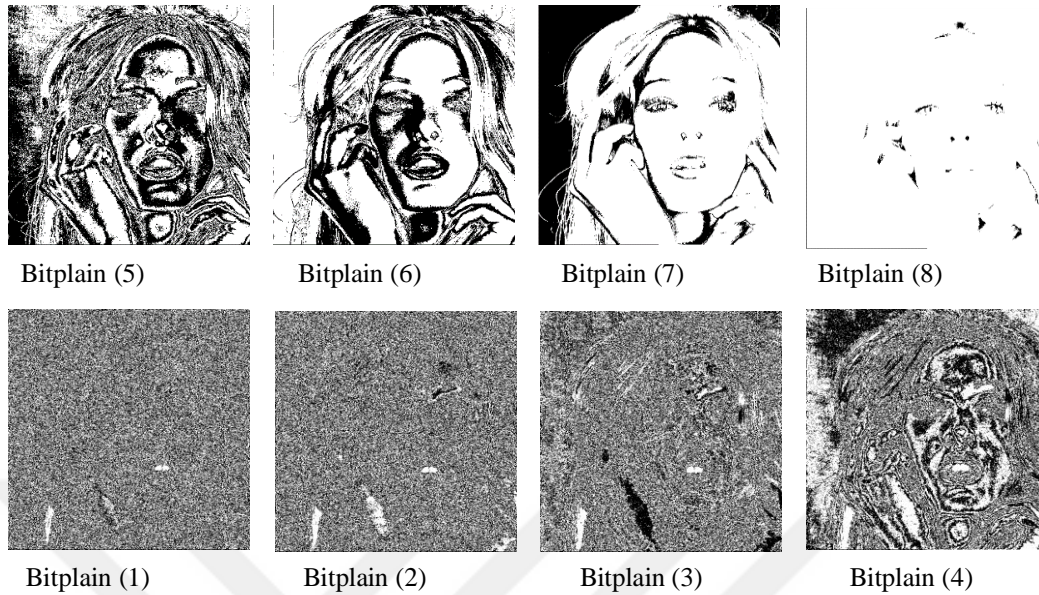 Bitplain (5)
Bitplain (6)
Bitplain (7)
Bitplain (8)
Bitplain (1)
Bitplain (2)
Bitplain (3)
Bitplain (4)